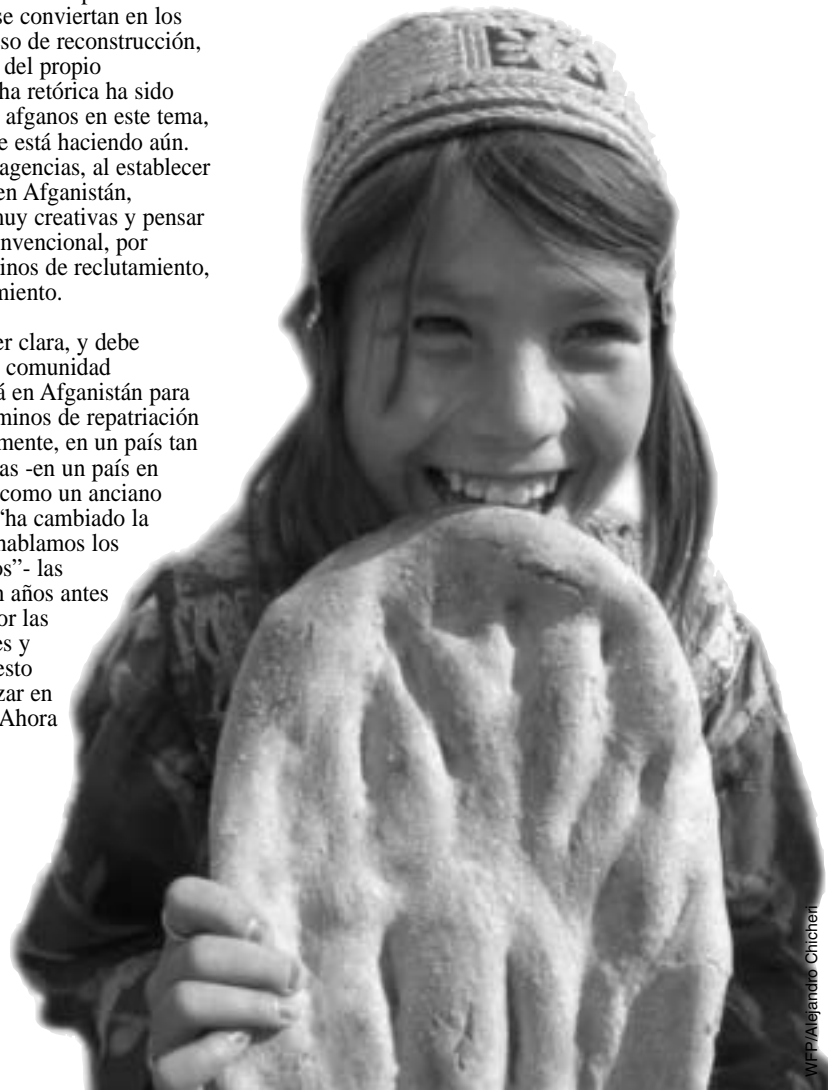 se conviertan en los
so de reconstrucción,
del propio
ha retórica ha sido
afganos en este tema,
e está haciendo aún.
agencias, al establecer
en Afganistán,
nuy creativas y pensar
nvencional, por
inos de reclutamiento,
miento.
er clara, y debe
comunidad
á en Afganistán para
minos de repatriación
mente, en un país tan
as -en un país en
como un anciano
“ha cambiado la
hablamos los
os”- las
n años antes
or las
es y
esto
zar en
Ahora
WFP/Alejandro Chicheri